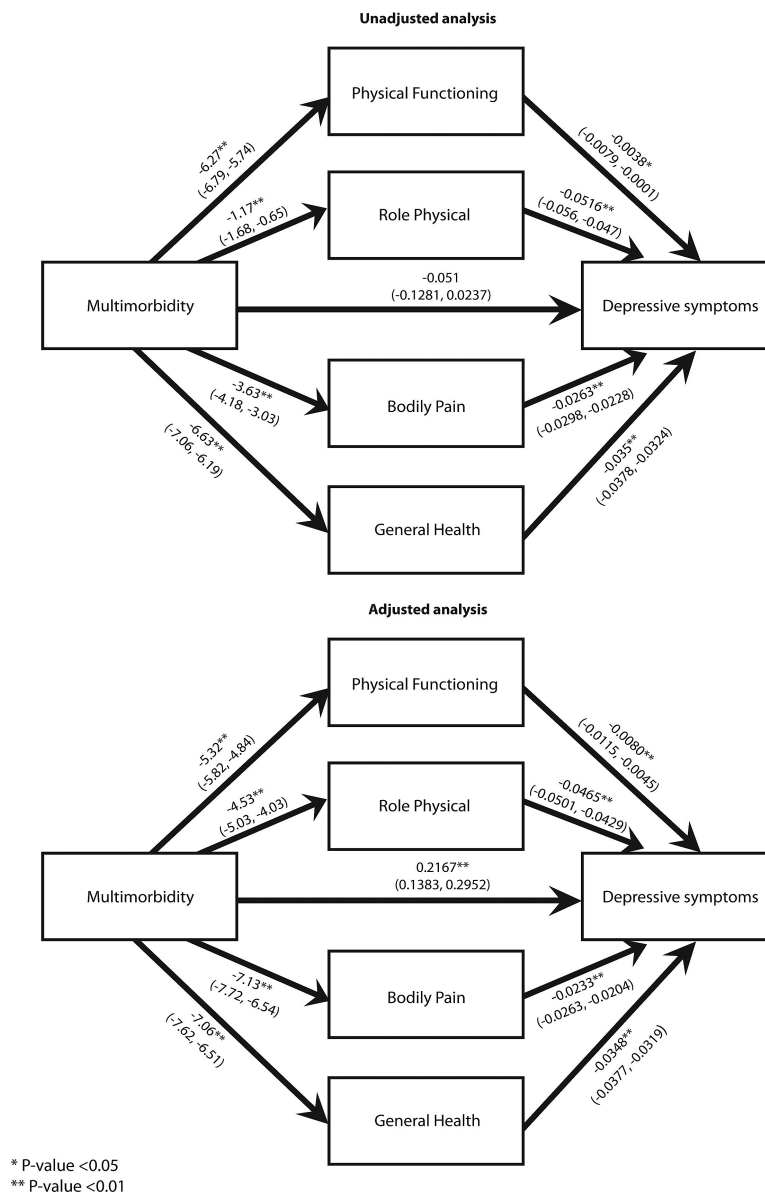 Unadjusted analysis
Physical Functioning
-6.27**
(-6.79, -5.74)
-0.0038*
(-0.0079, -0.0001)
Role Physical
-1.17**
(-1.68, -0.65)
-0.0516**
(-0.056, -0.047)
Multimorbidity
-0.051
(-0.1281, 0.0237)
Depressive symptoms
-3.63**
(-4.18, -3.03)
Bodily Pain
-0.0263**
(-0.0298, -0.0228)
-6.63**
(-7.06, -6.19)
-0.035**
(-0.0378, -0.0324)
General Health
Adjusted analysis
Physical Functioning
-5.32**
(-5.82, -4.84)
-0.0080**
(-0.0115, -0.0045)
Role Physical
-4.53**
(-5.03, -4.03)
-0.0465**
(-0.0501, -0.0429)
Multimorbidity
0.2167**
(0.1383, 0.2952)
Depressive symptoms
-7.13**
(-7.72, -6.54)
Bodily Pain
-0.0233**
(-0.0263, -0.0204)
-7.06**
(-7.62, -6.51)
-0.0348**
(-0.0377, -0.0319)
General Health
* P-value <0.05
** P-value <0.01